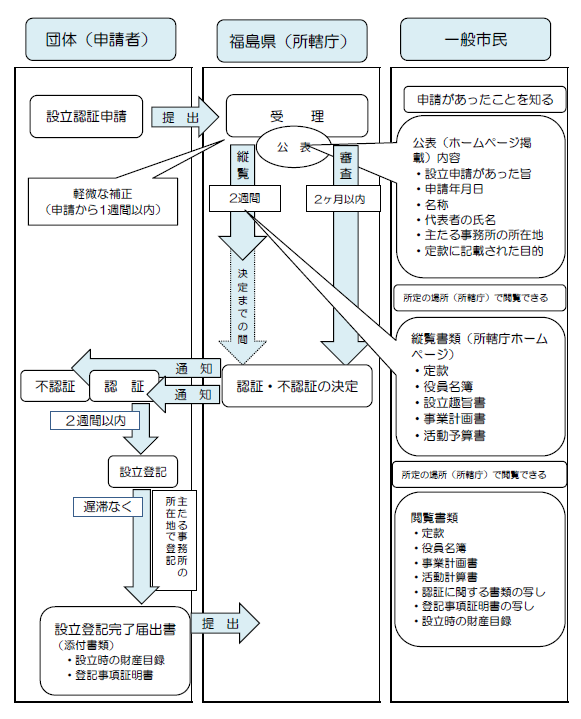 団体（申請者）
福島県（所轄庁）
一般市民
設立認証申請
提 出
受 理
公 表
縦覧
審査
軽微な補正
（申請から1週間以内）
２週間
２ヶ月以内
決定までの間
通 知
通 知
不認証
認 証
認証・不認証の決定
２週間以内
設立登記
遅滞なく
主たる事務所の
所在地で登記
設立登記完了届出書
（添付書類）
・設立時の財産目録
・登記事項証明書
提 出
申請があったことを知る
公表（ホームページ掲
載）内容
・設立申請があった旨
・申請年月日
・名称
・代表者の氏名
・主たる事務所の所在地
・定款に記載された目的
所定の場所（所轄庁）で閲覧できる
縦覧書類（所轄庁ホーム
ページ）
・定款
・役員名簿
・設立趣旨書
・事業計画書
・活動予算書
所定の場所（所轄庁）で閲覧できる
閲覧書類
・定款
・役員名簿
・事業計画書
・活動計算書
・認証に関する書類の写し
・登記事項証明書の写し
・設立時の財産目録